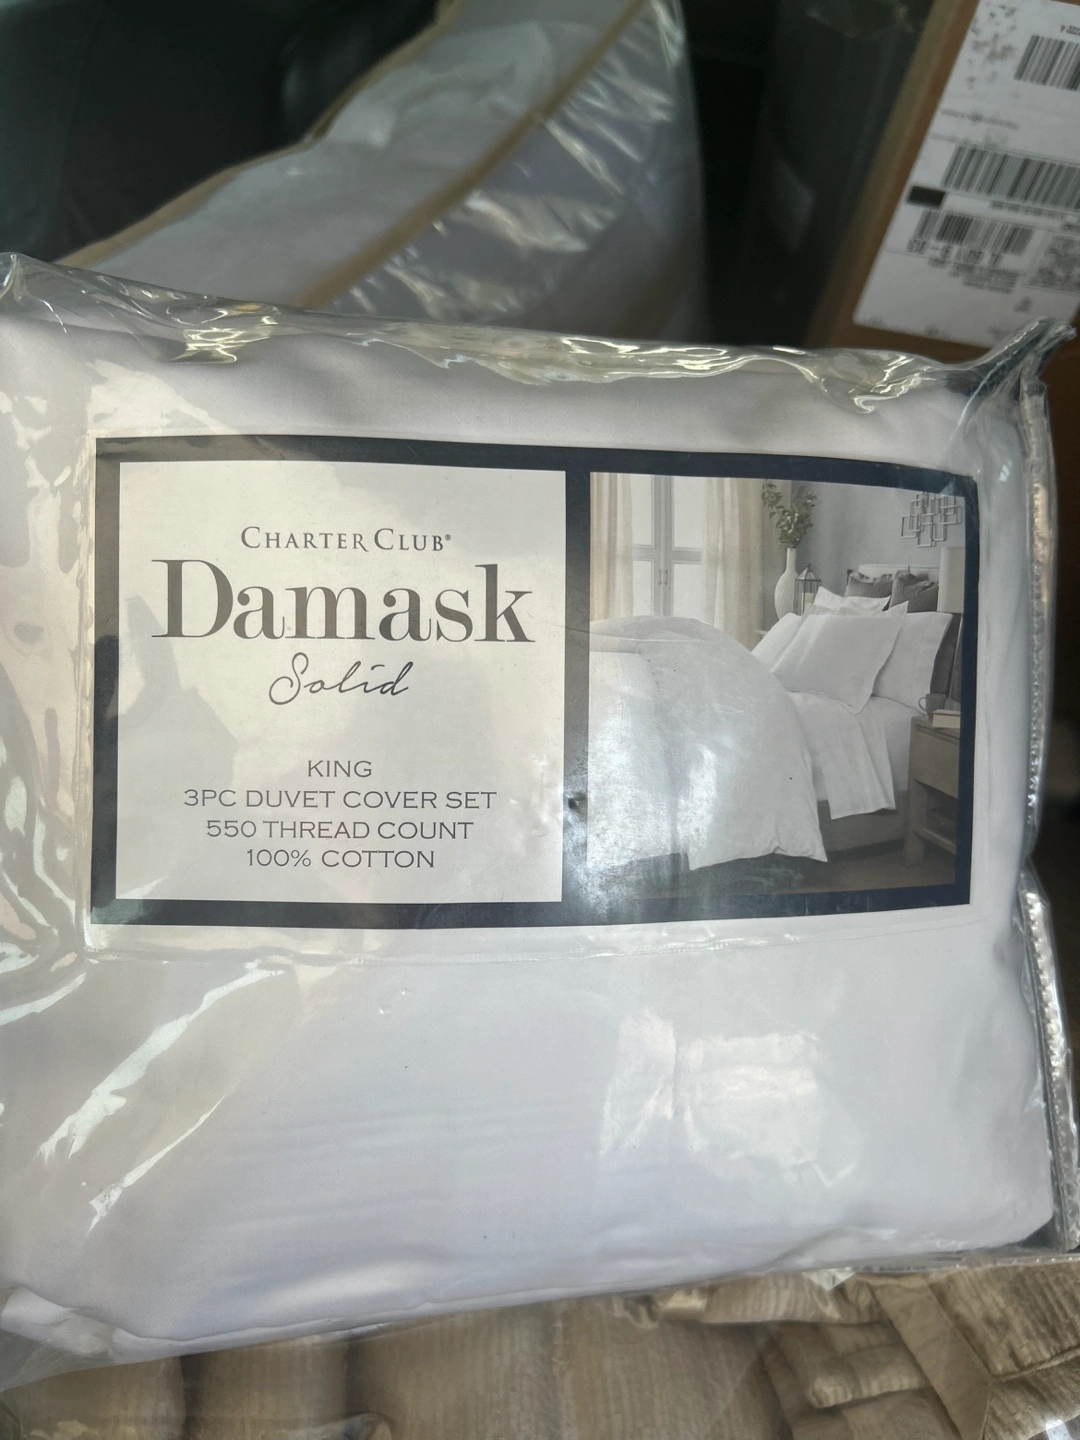 CHARTER CLUB®
Damask
Solid
KING
3PC DUVET COVER SET
550 THREAD COUNT
100% COTTON